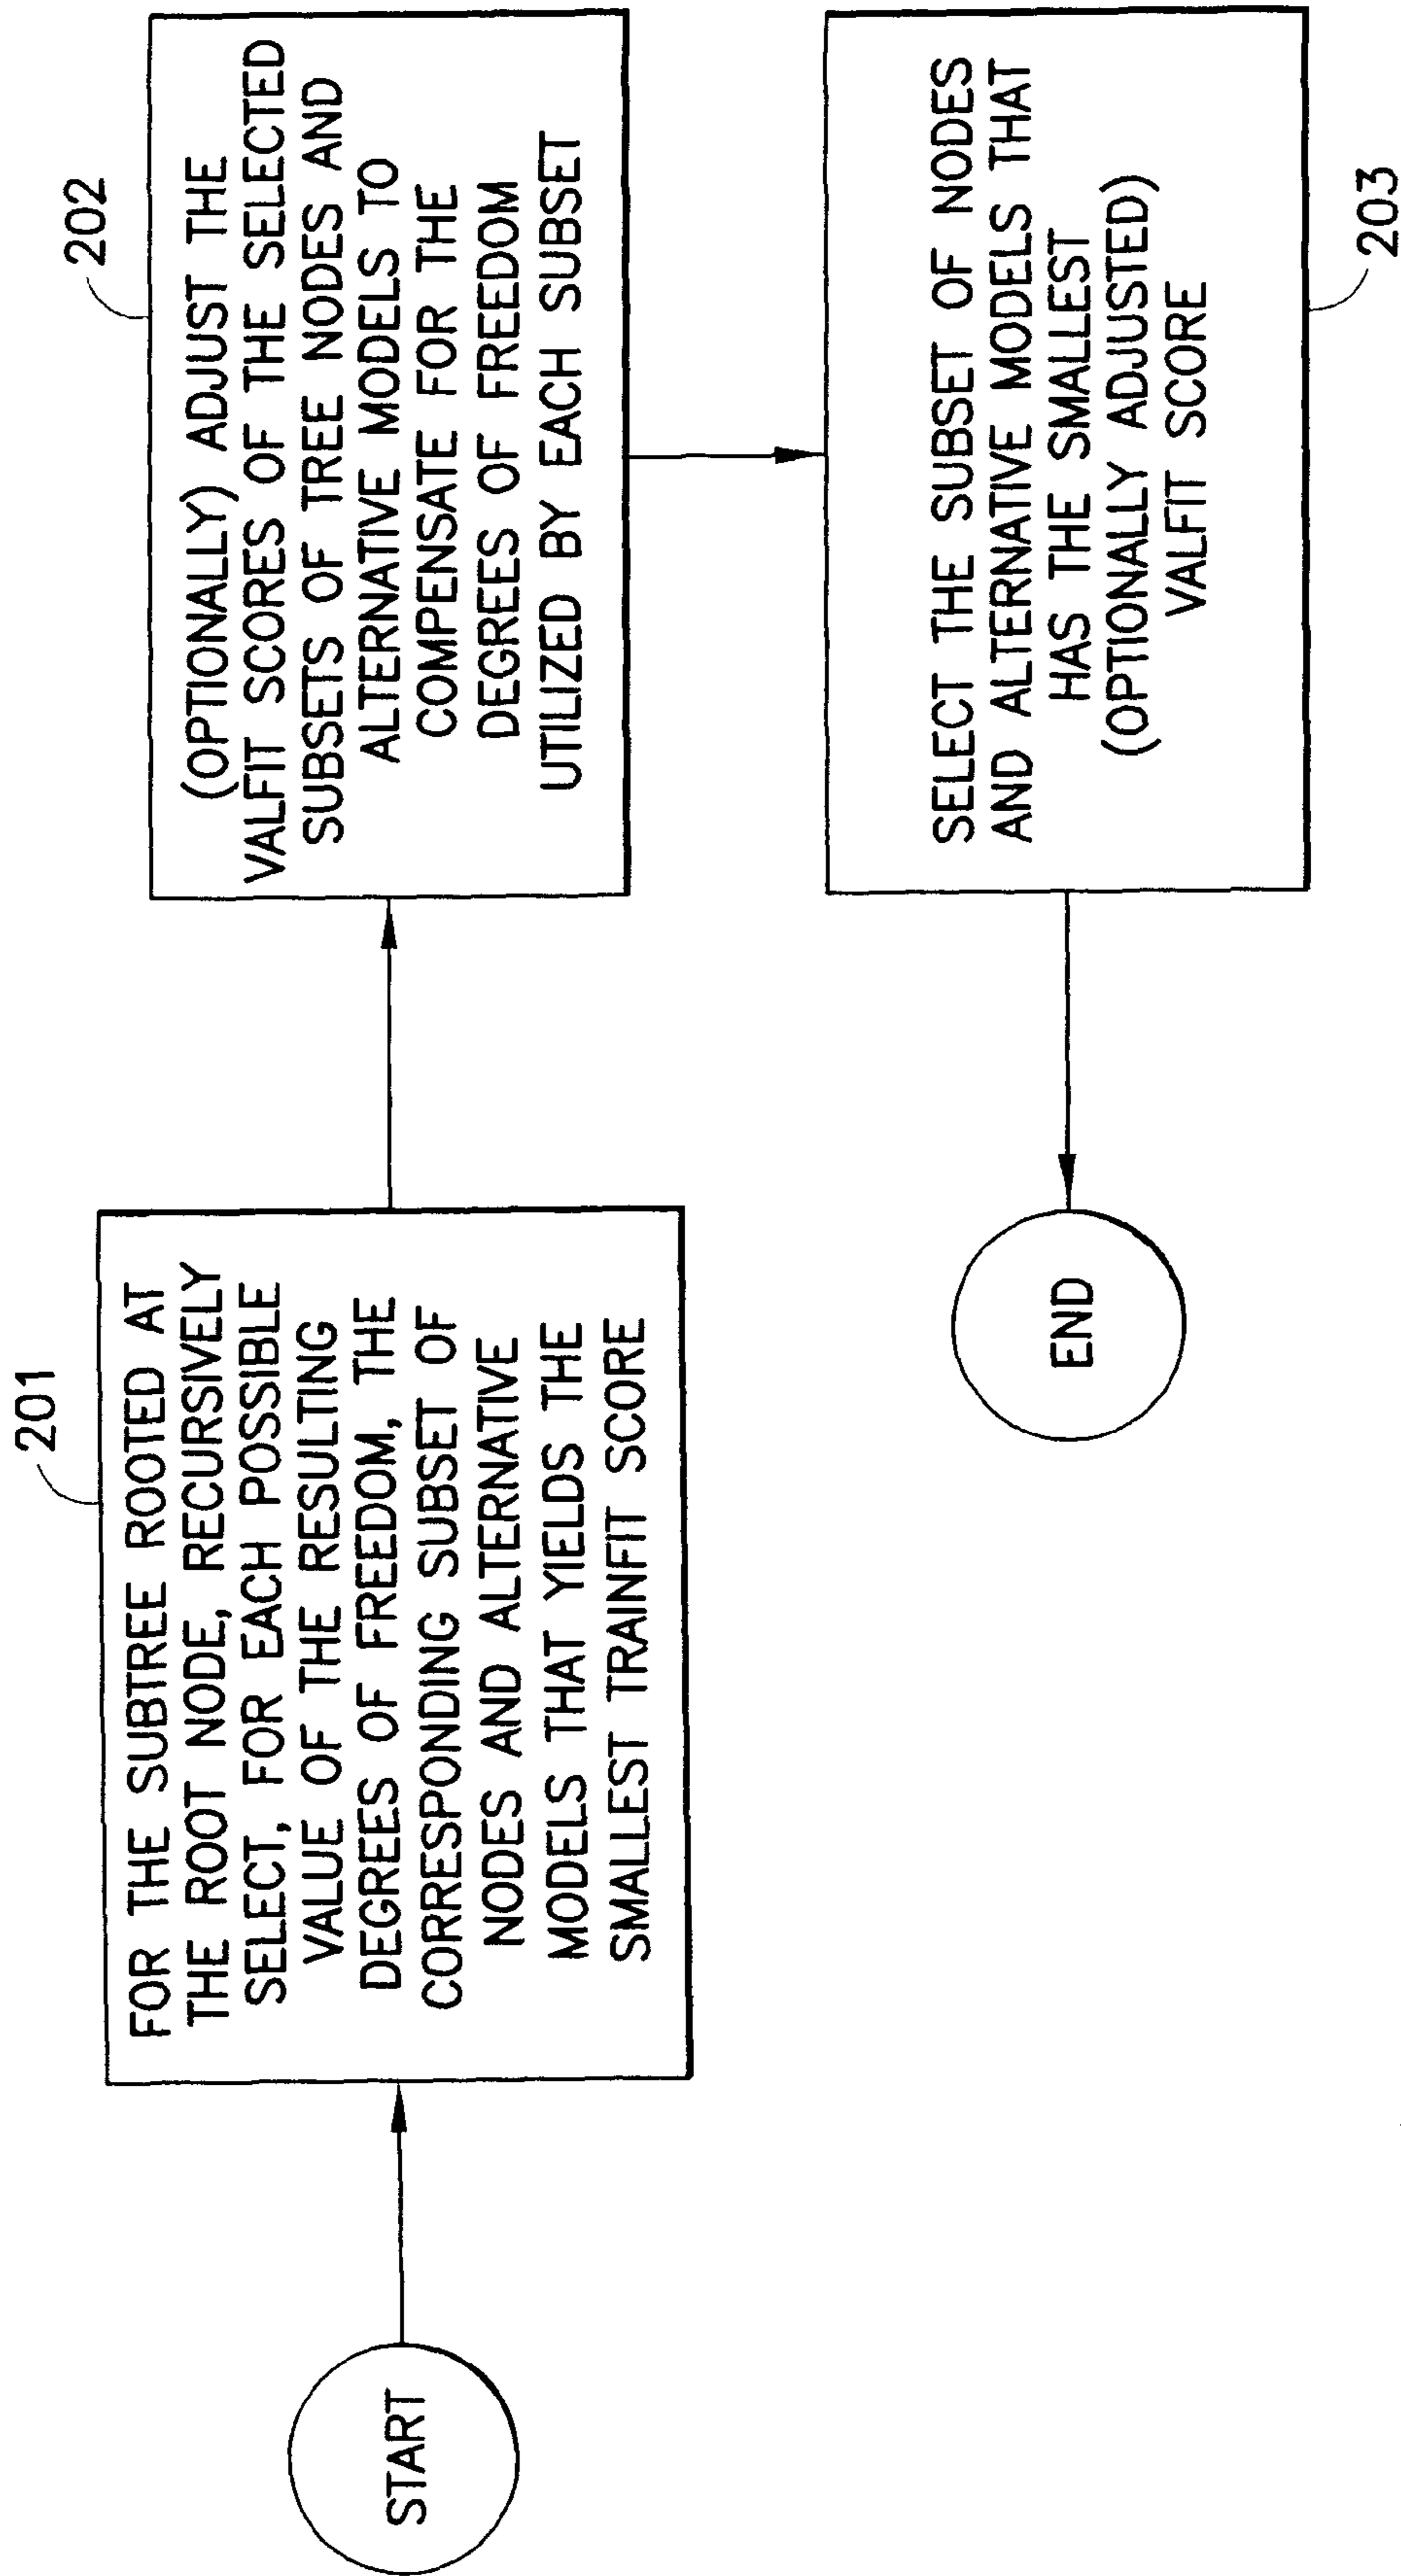 START
201
FOR THE SUBTREE ROOTED AT
THE ROOT NODE, RECURSIVELY
SELECT, FOR EACH POSSIBLE
VALUE OF THE RESULTING
DEGREES OF FREEDOM, THE
CORRESPONDING SUBSET OF
NODES AND ALTERNATIVE
MODELS THAT YIELDS THE
SMALLEST TRAINFIT SCORE
202
(OPTIONALLY) ADJUST THE
VALFIT SCORES OF THE SELECTED
SUBSETS OF TREE NODES AND
ALTERNATIVE MODELS TO
COMPENSATE FOR THE
DEGREES OF FREEDOM
UTILIZED BY EACH SUBSET
SELECT THE SUBSET OF NODES
AND ALTERNATIVE MODELS THAT
HAS THE SMALLEST
(OPTIONALLY ADJUSTED)
VALFIT SCORE
203
END